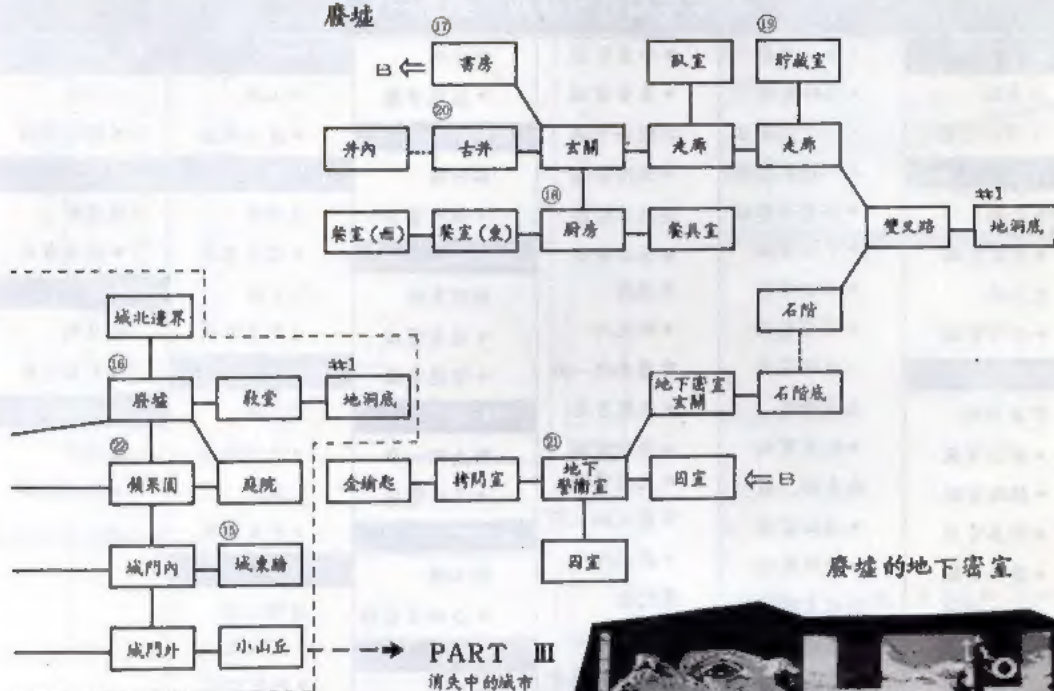 廢墟
⑰ ⑲
B ⇐ 書房 臥室 貯藏室
⑳
井內 古井 玄關 走廊 走廊
⑱ #1
餐室(西) 餐室(東) 廚房 餐具室 雙叉路 地洞底
城北邊界 石階
⑯ #1
廢墟 教堂 地洞底 地下密室
玄關 石階底
㉒ ㉑
蘋果園 庭院 金鑰匙 拷問室 地下
警衛室 囚室 ⇐ B
⑮
城門內 城東牆 囚室
廢墟的地下密室
城門外 小山丘 PART Ⅲ
消失中的城市